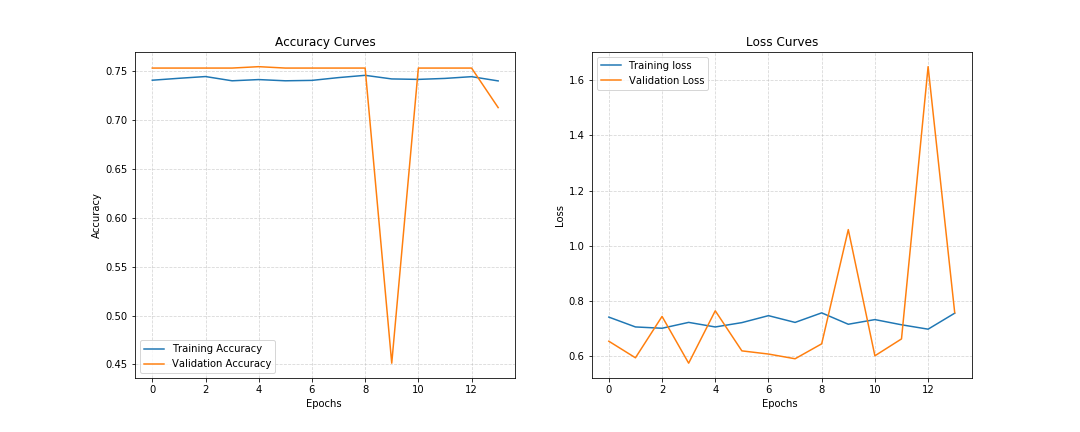 Accuracy Curves
Accuracy
0.75
0.70
0.65
0.60
0.55
0.50
0.45
Training Accuracy
Validation Accuracy
0 2 4 6 8 10 12
Epochs
Loss Curves
Loss
1.6
1.4
1.2
1.0
0.8
0.6
Training loss
Validation Loss
0 2 4 6 8 10 12
Epochs